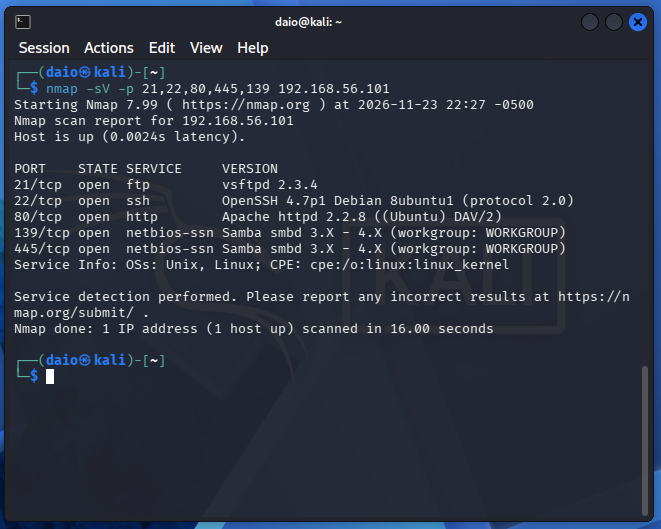 daio@kali: ~
Session Actions Edit View Help
┌──(daio㉿kali)-[~]
└─$ nmap -sV -p 21,22,80,445,139 192.168.56.101
Starting Nmap 7.99 ( https://nmap.org ) at 2026-11-23 22:27 -0500
Nmap scan report for 192.168.56.101
Host is up (0.0024s latency).
PORT    STATE SERVICE     VERSION
21/tcp  open  ftp         vsftpd 2.3.4
22/tcp  open  ssh         OpenSSH 4.7p1 Debian 8ubuntu1 (protocol 2.0)
80/tcp  open  http        Apache httpd 2.2.8 ((Ubuntu) DAV/2)
139/tcp open  netbios-ssn Samba smbd 3.X - 4.X (workgroup: WORKGROUP)
445/tcp open  netbios-ssn Samba smbd 3.X - 4.X (workgroup: WORKGROUP)
Service Info: OSs: Unix, Linux; CPE: cpe:/o:linux:linux_kernel
Service detection performed. Please report any incorrect results at https://n
map.org/submit/ .
Nmap done: 1 IP address (1 host up) scanned in 16.00 seconds
┌──(daio㉿kali)-[~]
└─$
KALI